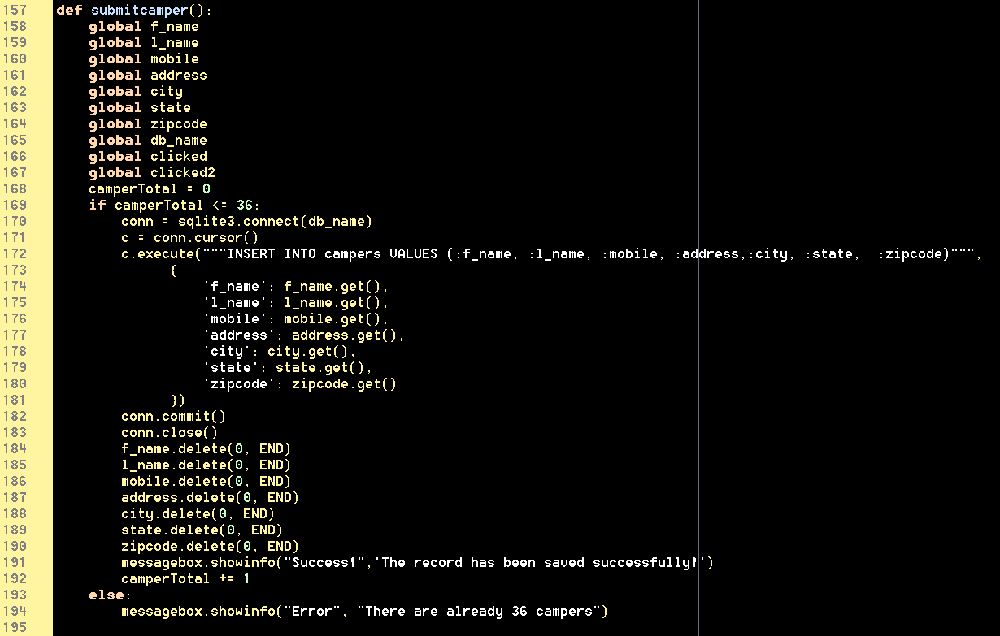 157 def submitcamper():
158     global f_name
159     global l_name
160     global mobile
161     global address
162     global city
163     global state
164     global zipcode
165     global db_name
166     global clicked
167     global clicked2
168     camperTotal = 0
169     if camperTotal <= 36:
170         conn = sqlite3.connect(db_name)
171         c = conn.cursor()
172         c.execute("""INSERT INTO campers VALUES (:f_name, :l_name, :mobile, :address,:city, :state,  :zipcode)""",
173               {
174                   'f_name': f_name.get(),
175                   'l_name': l_name.get(),
176                   'mobile': mobile.get(),
177                   'address': address.get(),
178                   'city': city.get(),
179                   'state': state.get(),
180                   'zipcode': zipcode.get()
181               })
182         conn.commit()
183         conn.close()
184         f_name.delete(0, END)
185         l_name.delete(0, END)
186         mobile.delete(0, END)
187         address.delete(0, END)
188         city.delete(0, END)
189         state.delete(0, END)
190         zipcode.delete(0, END)
191         messagebox.showinfo("Success!",'The record has been saved successfully!')
192         camperTotal += 1
193     else:
194         messagebox.showinfo("Error", "There are already 36 campers")
195